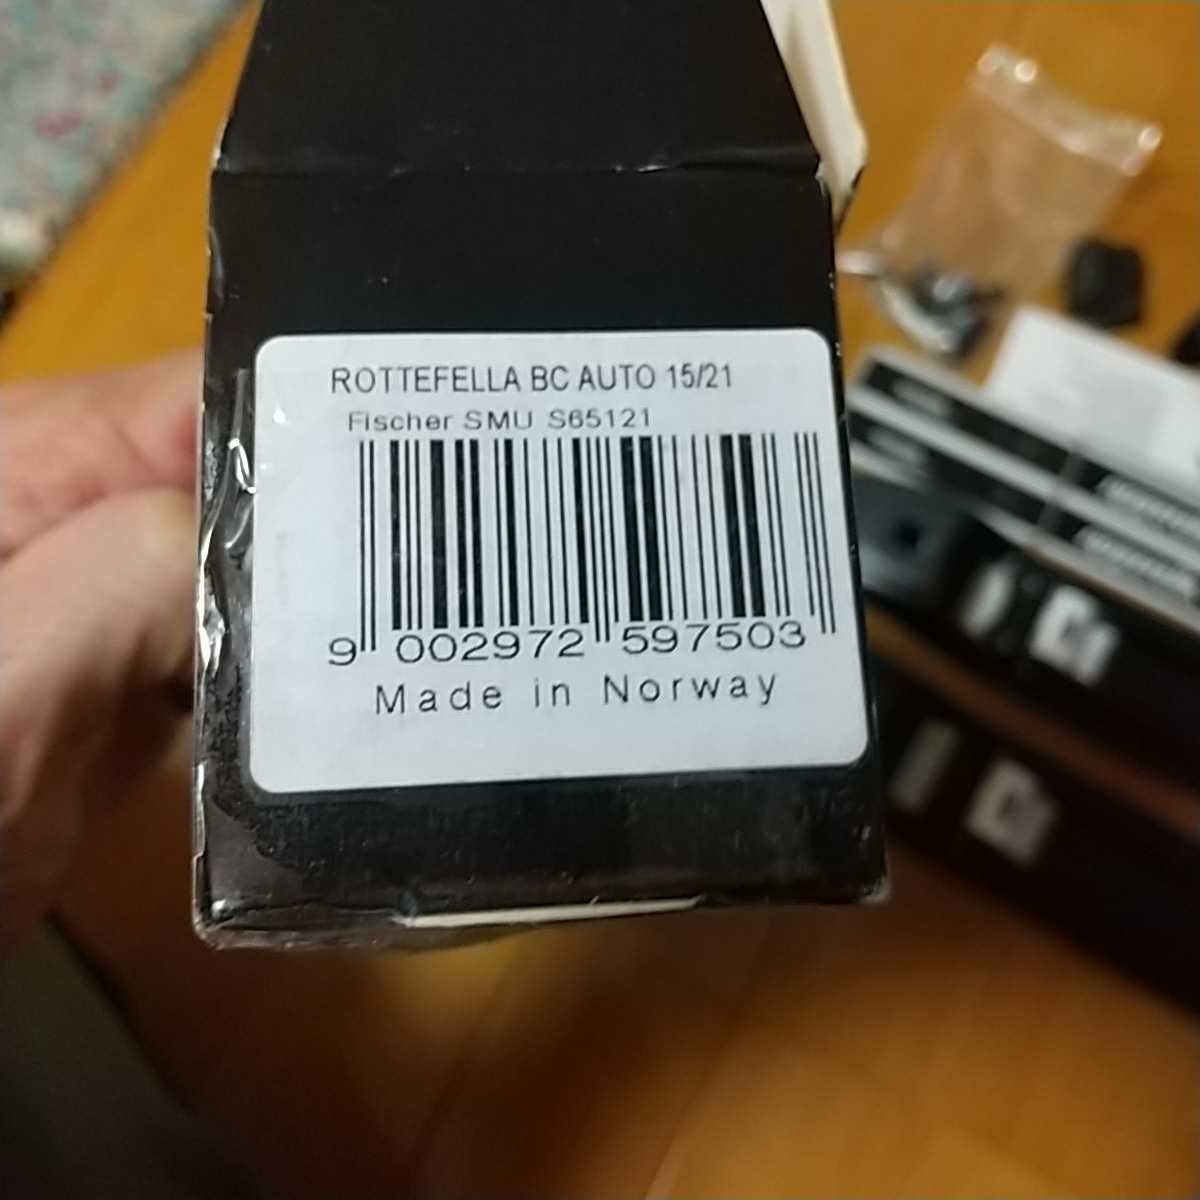 ROTTEFELLA BC AUTO 15/21
Fischer SMU S65121
9 002972 597503
Made in Norway